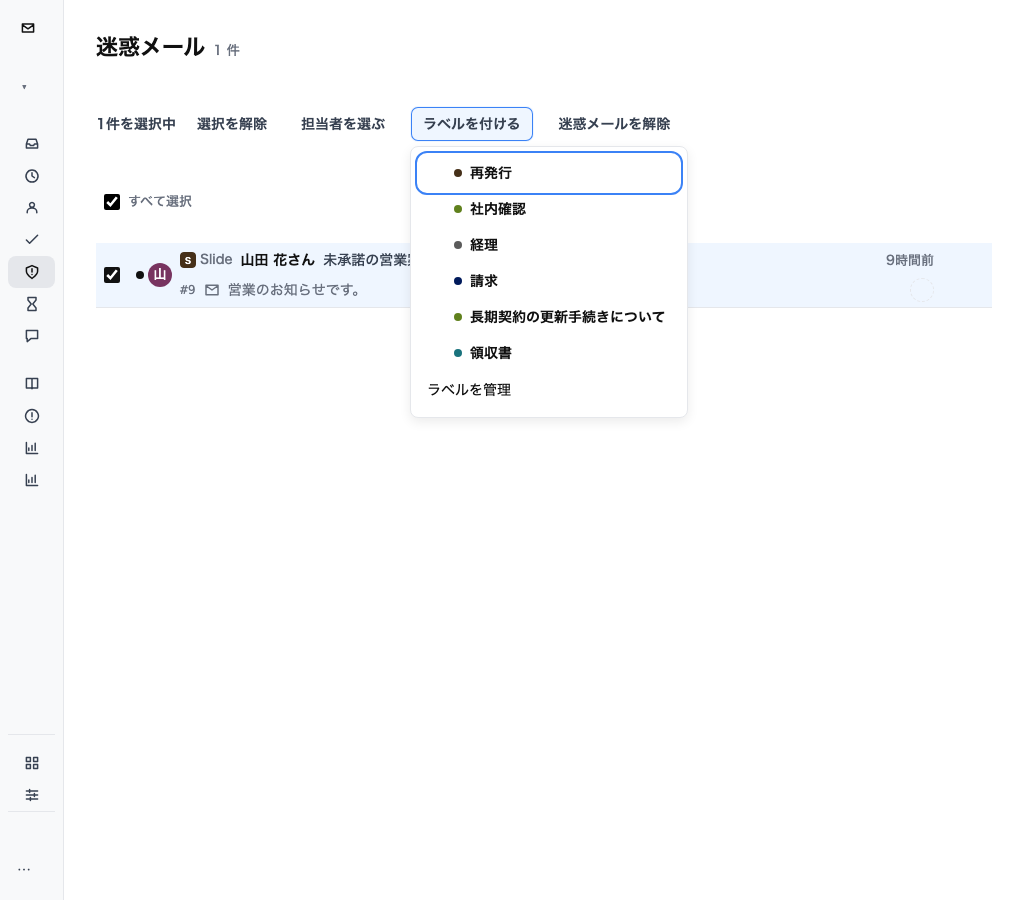 迷惑メール 1 件
1件を選択中 選択を解除 担当者を選ぶ ラベルを付ける 迷惑メールを解除
再発行
社内確認
経理
請求
長期契約の更新手続きについて
領収書
ラベルを管理
すべて選択
山 S Slide 山田 花さん 未承諾の営業 9時間前
#9 営業のお知らせです。